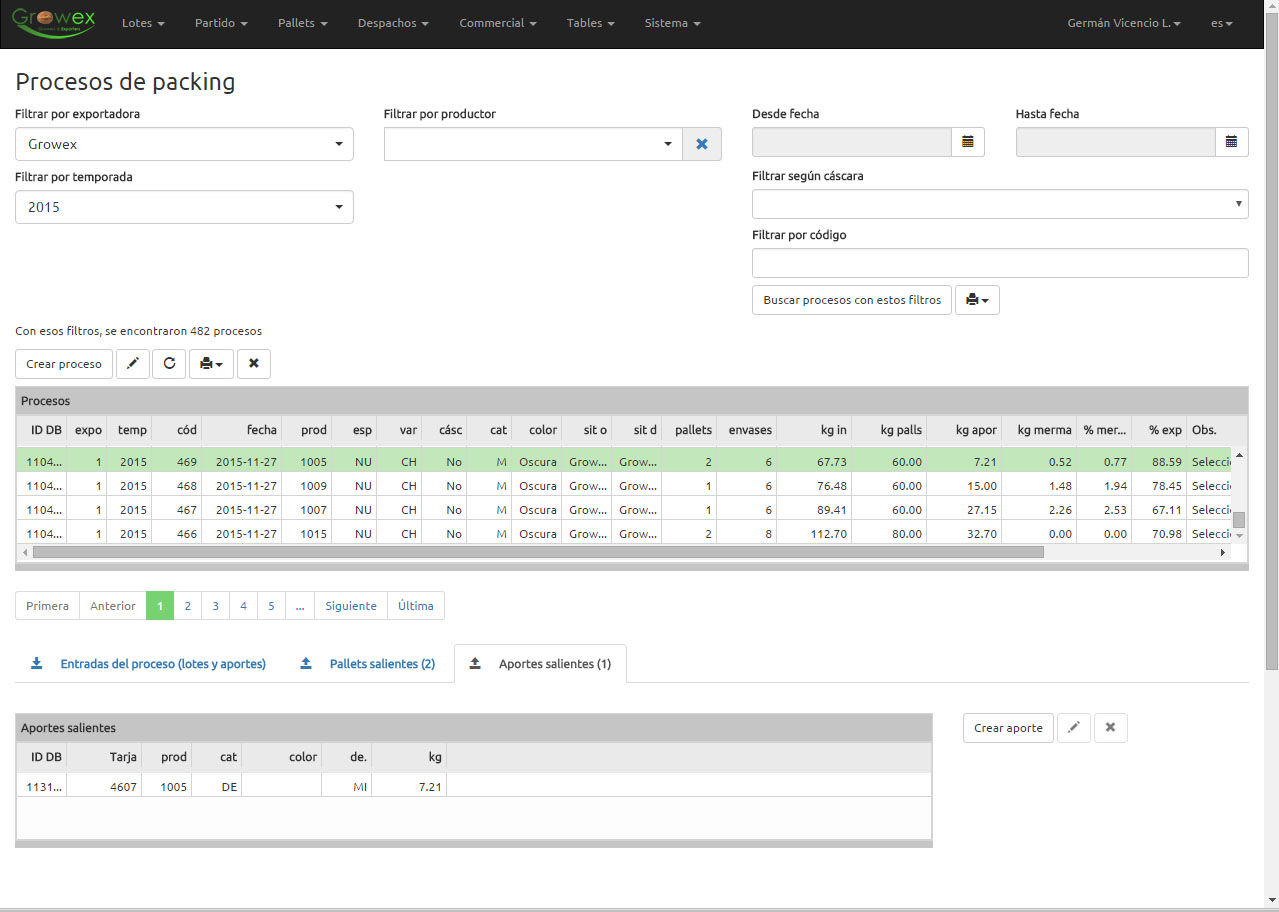 Growex
Lotes Partido Pallets Despachos Commercial Tables Sistema Germán Vicencio L. es
Procesos de packing
Filtrar por exportadora Filtrar por productor Desde fecha Hasta fecha
Growex
Filtrar por temporada Filtrar según cáscara
2015
Filtrar por código
Buscar procesos con estos filtros
Con esos filtros, se encontraron 482 procesos
Crear proceso
Procesos
ID DB expo temp cód fecha prod esp var cásc cat color sit o sit d pallets envases kg in kg palls kg apor kg merma % mer... % exp Obs.
1104... 1 2015 469 2015-11-27 1005 NU CH No M Oscura Grow... Grow... 2 6 67.73 60.00 7.21 0.52 0.77 88.59 Selecci
1104... 1 2015 468 2015-11-27 1009 NU CH No M Oscura Grow... Grow... 1 6 76.48 60.00 15.00 1.48 1.94 78.45 Selecci
1104... 1 2015 467 2015-11-27 1007 NU CH No M Oscura Grow... Grow... 1 6 89.41 60.00 27.15 2.26 2.53 67.11 Selecci
1104... 1 2015 466 2015-11-27 1015 NU CH No M Oscura Grow... Grow... 2 8 112.70 80.00 32.70 0.00 0.00 70.98 Selecci
Primera Anterior 1 2 3 4 5 ... Siguiente Última
Entradas del proceso (lotes y aportes) Pallets salientes (2) Aportes salientes (1)
Aportes salientes Crear aporte
ID DB Tarja prod cat color de. kg
1131... 4607 1005 DE MI 7.21